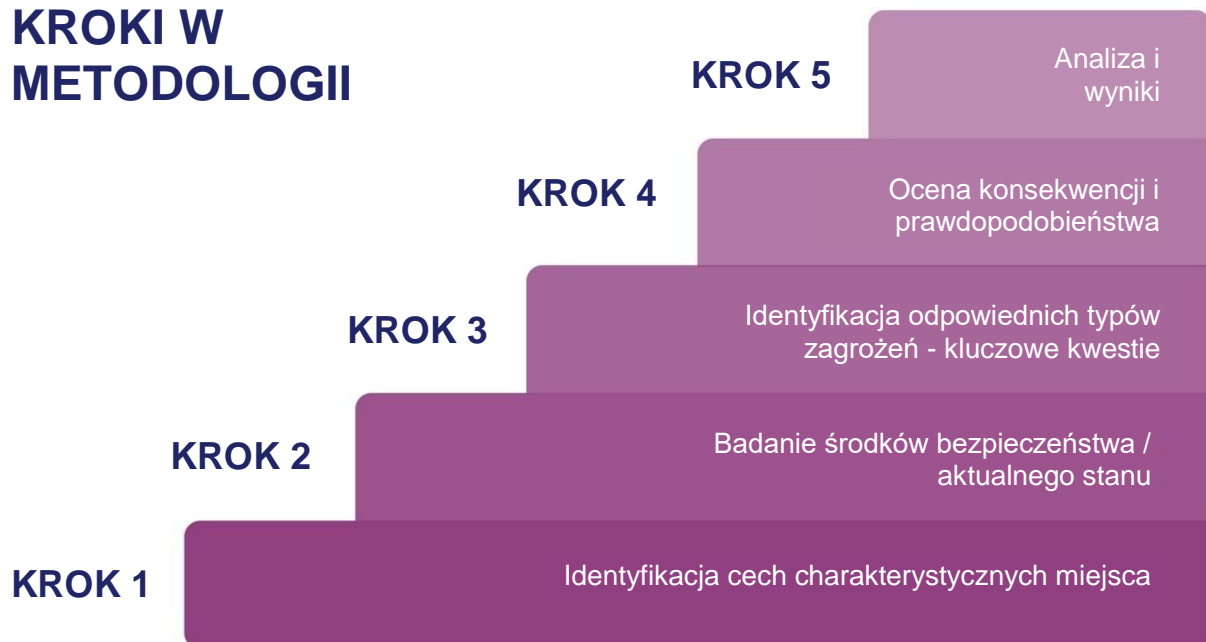 KROKI W
METODOLOGII
KROK 5
Analiza i
wyniki
KROK 4
Ocena konsekwencji i
prawdopodobieństwa
KROK 3
Identyfikacja odpowiednich typów
zagrożeń - kluczowe kwestie
KROK 2
Badanie środków bezpieczeństwa /
aktualnego stanu
KROK 1
Identyfikacja cech charakterystycznych miejsca